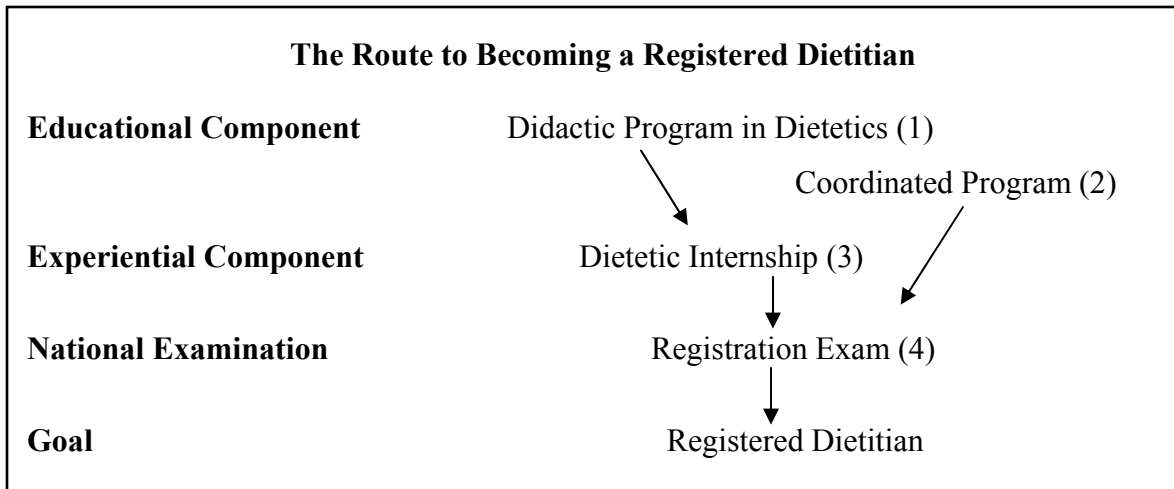 The Route to Becoming a Registered Dietitian
Educational Component Didactic Program in Dietetics (1)
Coordinated Program (2)
Experiential Component Dietetic Internship (3)
National Examination Registration Exam (4)
Goal Registered Dietitian